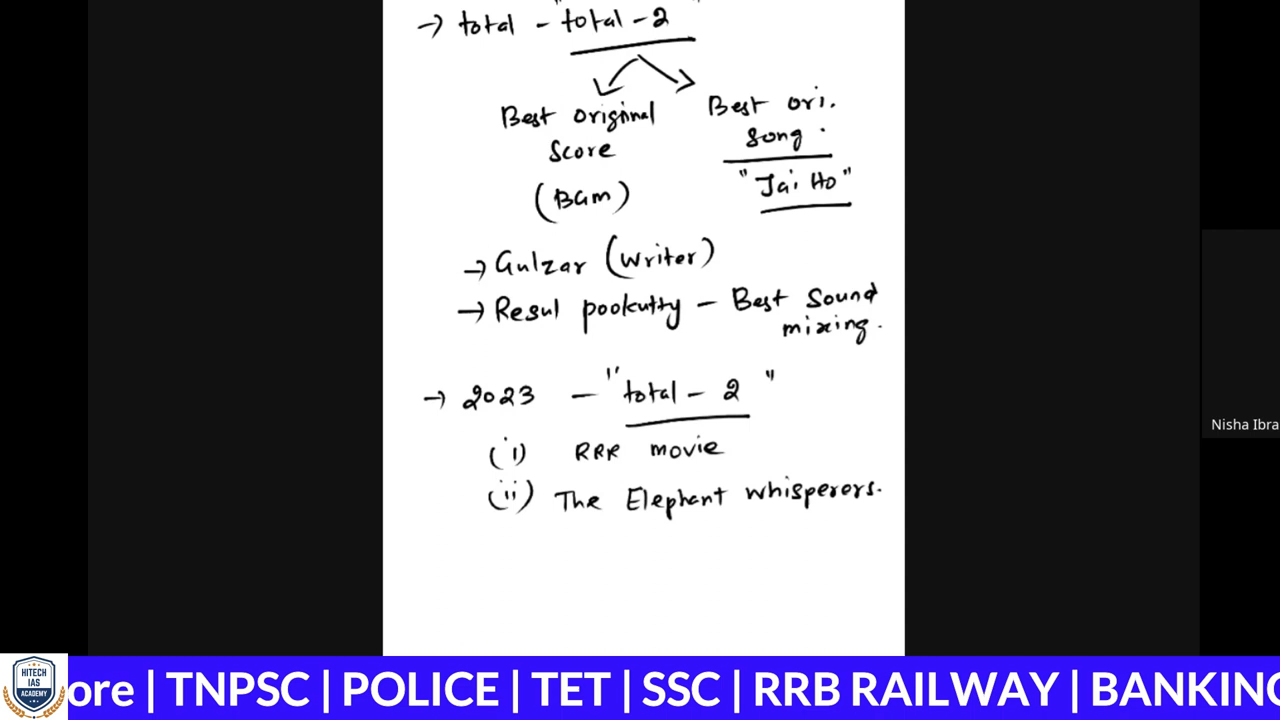 → total - "total - 2 "
Best Original Score (BGM)
Best ori. Song.
"Jai Ho"
→ Gulzar (writer)
→ Resul pookutty - Best Sound
mixing.
→ 2023 - "total - 2 "
(i) RRR movie
(ii) The Elephant whisperers.
Nisha Ibra
HITECH
IAS
ACADEMY
ore | TNPSC | POLICE | TET | SSC | RRB RAILWAY | BANKING